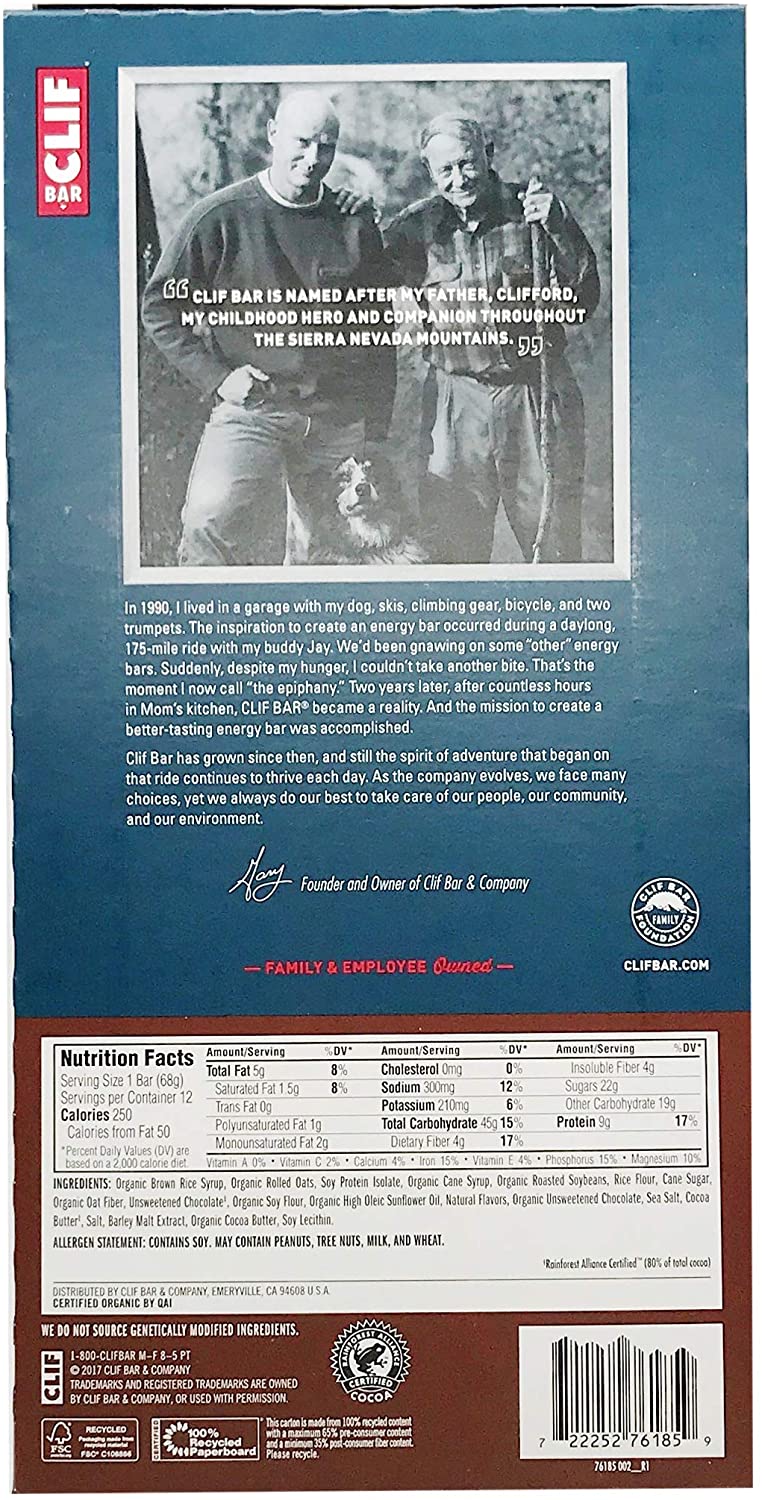 CLIF
BAR
“ CLIF BAR IS NAMED AFTER MY FATHER, CLIFFORD,
MY CHILDHOOD HERO AND COMPANION THROUGHOUT
THE SIERRA NEVADA MOUNTAINS. ”
In 1990, I lived in a garage with my dog, skis, climbing gear, bicycle, and two
trumpets. The inspiration to create an energy bar occurred during a daylong,
175-mile ride with my buddy Jay. We'd been gnawing on some "other" energy
bars. Suddenly, despite my hunger, I couldn't take another bite. That's the
moment I now call "the epiphany." Two years later, after countless hours
in Mom's kitchen, CLIF BAR® became a reality. And the mission to create a
better-tasting energy bar was accomplished.
Clif Bar has grown since then, and still the spirit of adventure that began on
that ride continues to thrive each day. As the company evolves, we face many
choices, yet we always do our best to take care of our people, our community,
and our environment.
Gary Founder and Owner of Clif Bar & Company
CLIF BAR
FAMILY
FOUNDATION
— FAMILY & EMPLOYEE Owned —
CLIFBAR.COM
Nutrition Facts
Serving Size 1 Bar (68g)
Servings per Container 12
Calories 250
Calories from Fat 50
*Percent Daily Values (DV) are
based on a 2,000 calorie diet.
Amount/Serving %DV* Amount/Serving %DV* Amount/Serving %DV*
Total Fat 5g 8% Cholesterol 0mg 0% Insoluble Fiber 4g
Saturated Fat 1.5g 8% Sodium 300mg 12% Sugars 22g
Trans Fat 0g Potassium 210mg 6% Other Carbohydrate 19g
Polyunsaturated Fat 1g Total Carbohydrate 45g 15% Protein 9g 17%
Monounsaturated Fat 2g Dietary Fiber 4g 17%
Vitamin A 0% • Vitamin C 2% • Calcium 4% • Iron 15% • Vitamin E 4% • Phosphorus 15% • Magnesium 10%
INGREDIENTS: Organic Brown Rice Syrup, Organic Rolled Oats, Soy Protein Isolate, Organic Cane Syrup, Organic Roasted Soybeans, Rice Flour, Cane Sugar,
Organic Oat Fiber, Unsweetened Chocolate‡, Organic Soy Flour, Organic High Oleic Sunflower Oil, Natural Flavors, Organic Unsweetened Chocolate, Sea Salt, Cocoa
Butter‡, Salt, Barley Malt Extract, Organic Cocoa Butter, Soy Lecithin.
ALLERGEN STATEMENT: CONTAINS SOY. MAY CONTAIN PEANUTS, TREE NUTS, MILK, AND WHEAT.
‡Rainforest Alliance Certified™ (80% of total cocoa)
DISTRIBUTED BY CLIF BAR & COMPANY, EMERYVILLE, CA 94608 U.S.A.
CERTIFIED ORGANIC BY QAI
WE DO NOT SOURCE GENETICALLY MODIFIED INGREDIENTS.
CLIF
1-800-CLIFBAR M–F 8–5 PT
© 2017 CLIF BAR & COMPANY
TRADEMARKS AND REGISTERED TRADEMARKS ARE OWNED
BY CLIF BAR & COMPANY, OR USED WITH PERMISSION.
RAINFOREST ALLIANCE
CERTIFIED
COCOA
FSC
RECYCLED
Packaging made from
recycled material
FSC® C106866
CERTIFIED
100%
Recycled
Paperboard
This carton is made from 100% recycled content
with a maximum 65% pre-consumer content
and a minimum 35% post-consumer fiber content.
Please recycle.
7 22252 76185 9
76185 002__R1